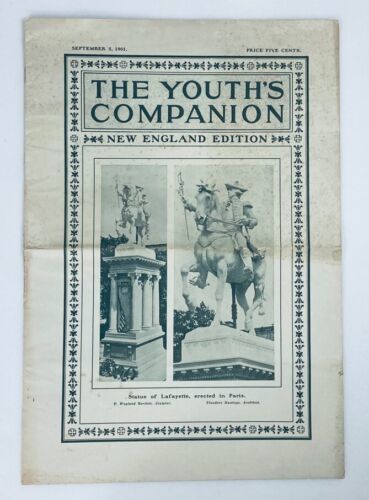 SEPTEMBER 5, 1901.
PRICE FIVE CENTS.
THE YOUTH'S
COMPANION
NEW ENGLAND EDITION
Statue of Lafayette, erected in Paris.
P. Wayland Bartlett, Sculptor.
Thomas Hastings, Architect.